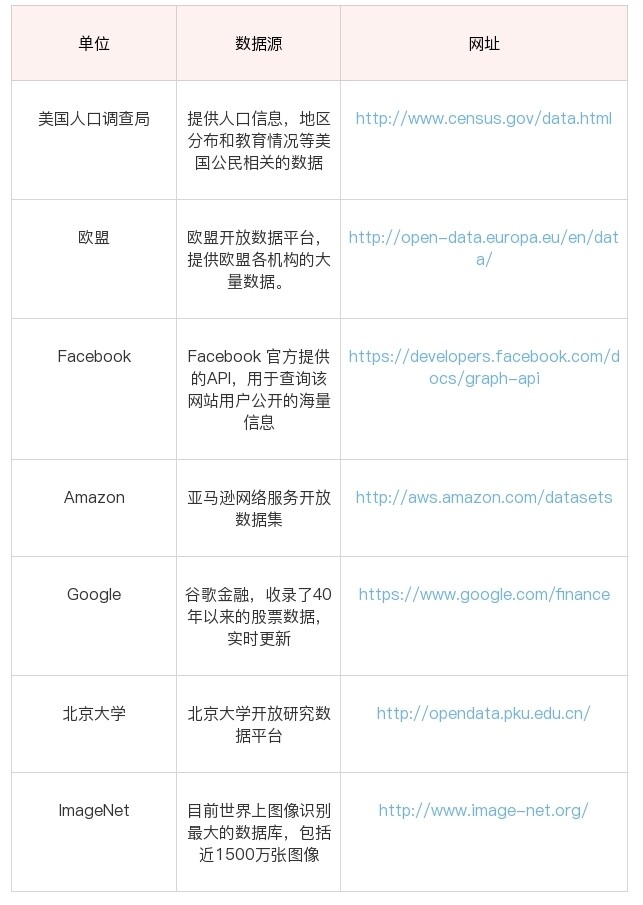 单位
数据源
网址
美国人口调查局
提供人口信息，地区
分布和教育情况等美
国公民相关的数据
http://www.census.gov/data.html
欧盟
欧盟开放数据平台，
提供欧盟各机构的大
量数据。
http://open-data.europa.eu/en/dat
a/
Facebook
Facebook 官方提供
的API，用于查询该
网站用户公开的海量
信息
https://developers.facebook.com/d
ocs/graph-api
Amazon
亚马逊网络服务开放
数据集
http://aws.amazon.com/datasets
Google
谷歌金融，收录了40
年以来的股票数据，
实时更新
https://www.google.com/finance
北京大学
北京大学开放研究数
据平台
http://opendata.pku.edu.cn/
ImageNet
目前世界上图像识别
最大的数据库，包括
近1500万张图像
http://www.image-net.org/